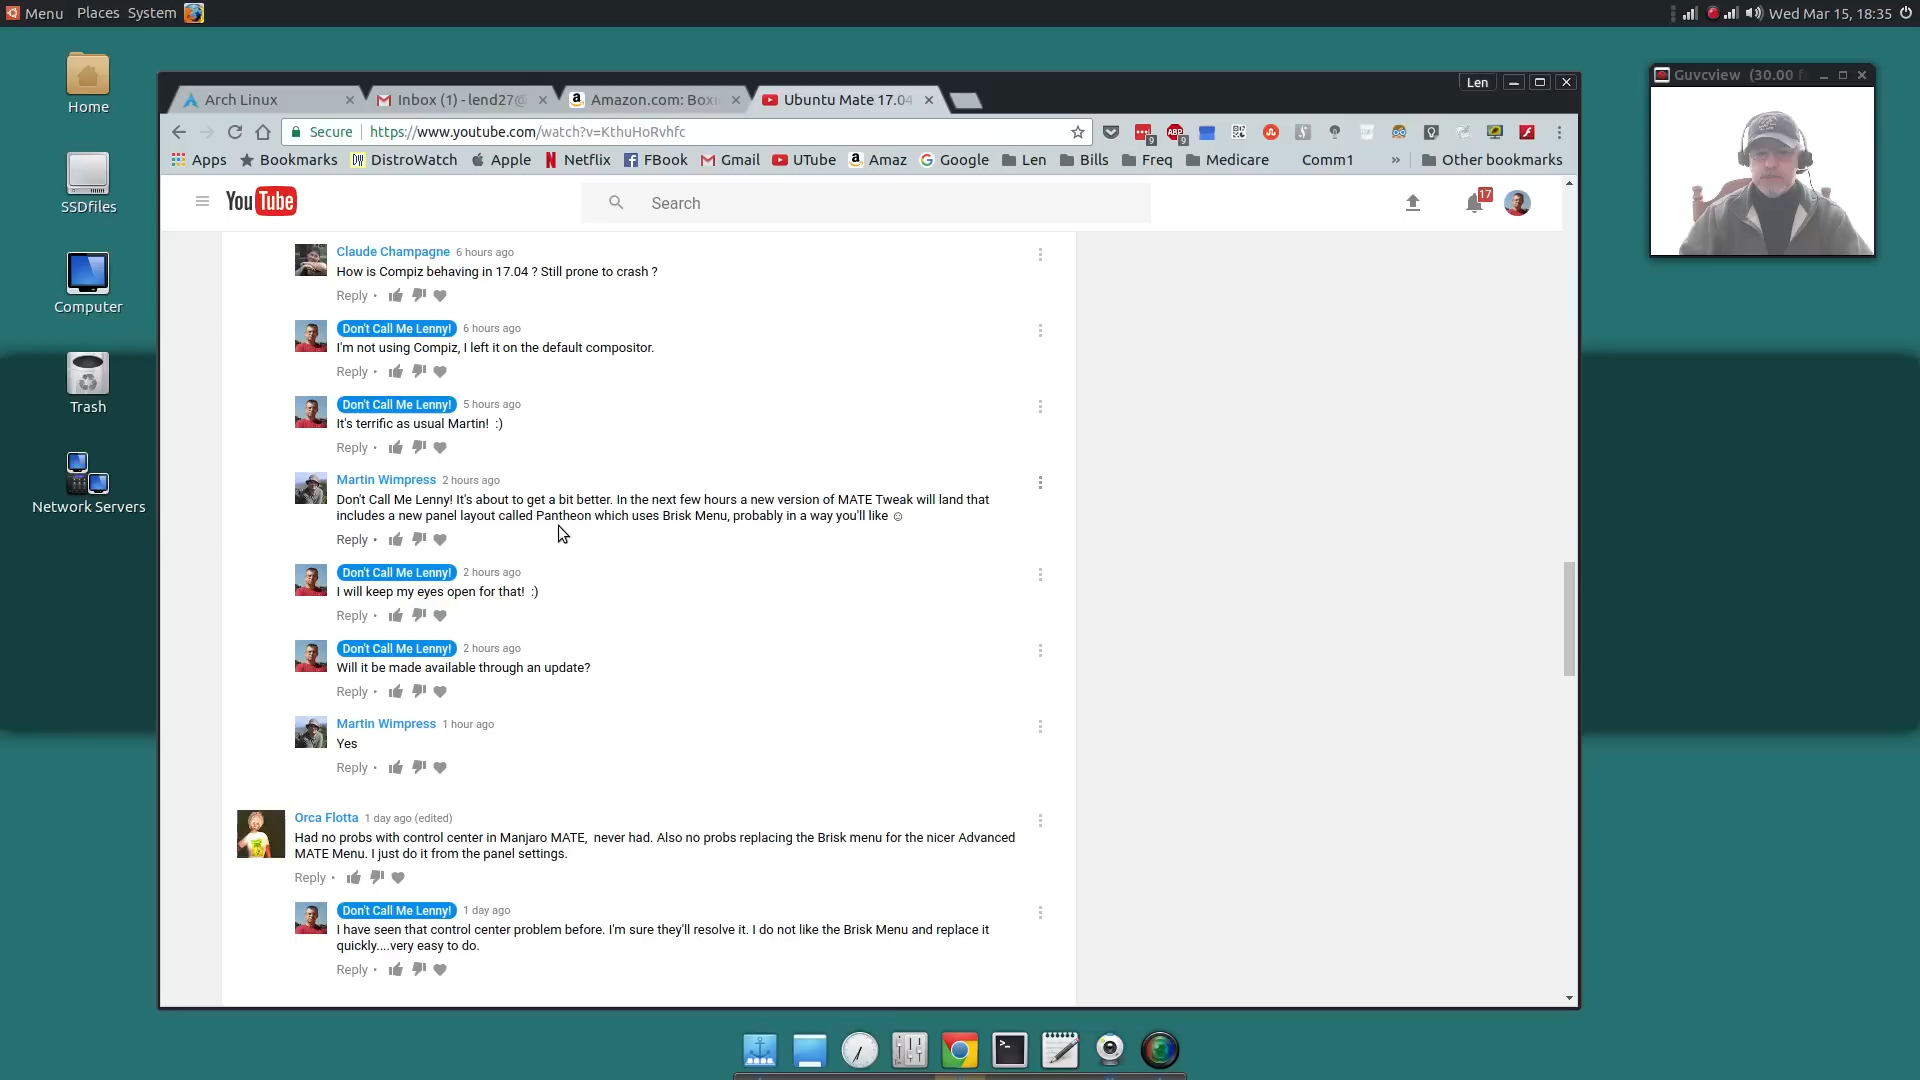 Menu Places System
Wed Mar 15, 18:35
Home
SSDfiles
Computer
Trash
Network Servers
Len
Arch Linux
Inbox (1) - lend27@
Amazon.com: Boxi
Ubuntu Mate 17.04
Secure https://www.youtube.com/watch?v=KthuHoRvhfc
9
ABP
9
Apps Bookmarks DistroWatch Apple Netflix FBook Gmail UTube Amaz Google Len Bills Freq Medicare Comm1 » Other bookmarks
YouTube
Search
17
Claude Champagne 6 hours ago
How is Compiz behaving in 17.04 ? Still prone to crash ?
Reply •
Don't Call Me Lenny! 6 hours ago
I'm not using Compiz, I left it on the default compositor.
Reply •
Don't Call Me Lenny! 5 hours ago
It's terrific as usual Martin! :)
Reply •
Martin Wimpress 2 hours ago
Don't Call Me Lenny! It's about to get a bit better. In the next few hours a new version of MATE Tweak will land that
includes a new panel layout called Pantheon which uses Brisk Menu, probably in a way you'll like ☺
Reply •
Don't Call Me Lenny! 2 hours ago
I will keep my eyes open for that! :)
Reply •
Don't Call Me Lenny! 2 hours ago
Will it be made available through an update?
Reply •
Martin Wimpress 1 hour ago
Yes
Reply •
Orca Flotta 1 day ago (edited)
Had no probs with control center in Manjaro MATE, never had. Also no probs replacing the Brisk menu for the nicer Advanced
MATE Menu. I just do it from the panel settings.
Reply •
Don't Call Me Lenny! 1 day ago
I have seen that control center problem before. I'm sure they'll resolve it. I do not like the Brisk Menu and replace it
quickly....very easy to do.
Reply •
Guvcview (30.00 f